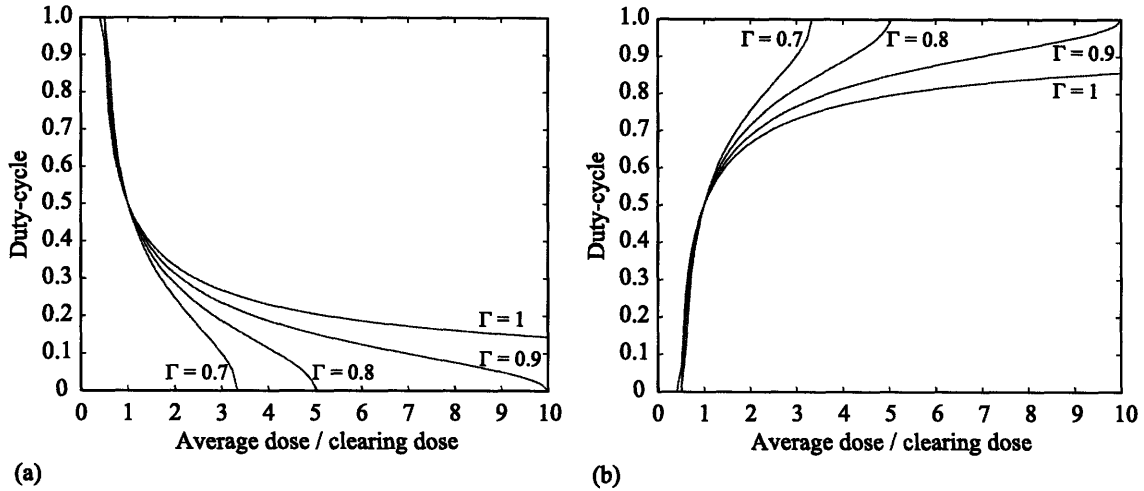 1.0
0.9
0.8
0.7
0.6
0.5
0.4
0.3
0.2
0.1
0
Duty-cycle
Γ = 1
Γ = 0.9
Γ = 0.8
Γ = 0.7
0 1 2 3 4 5 6 7 8 9 10
Average dose / clearing dose
(a)
1.0
0.9
0.8
0.7
0.6
0.5
0.4
0.3
0.2
0.1
0
Duty-cycle
Γ = 0.7
Γ = 0.8
Γ = 0.9
Γ = 1
0 1 2 3 4 5 6 7 8 9 10
Average dose / clearing dose
(b)